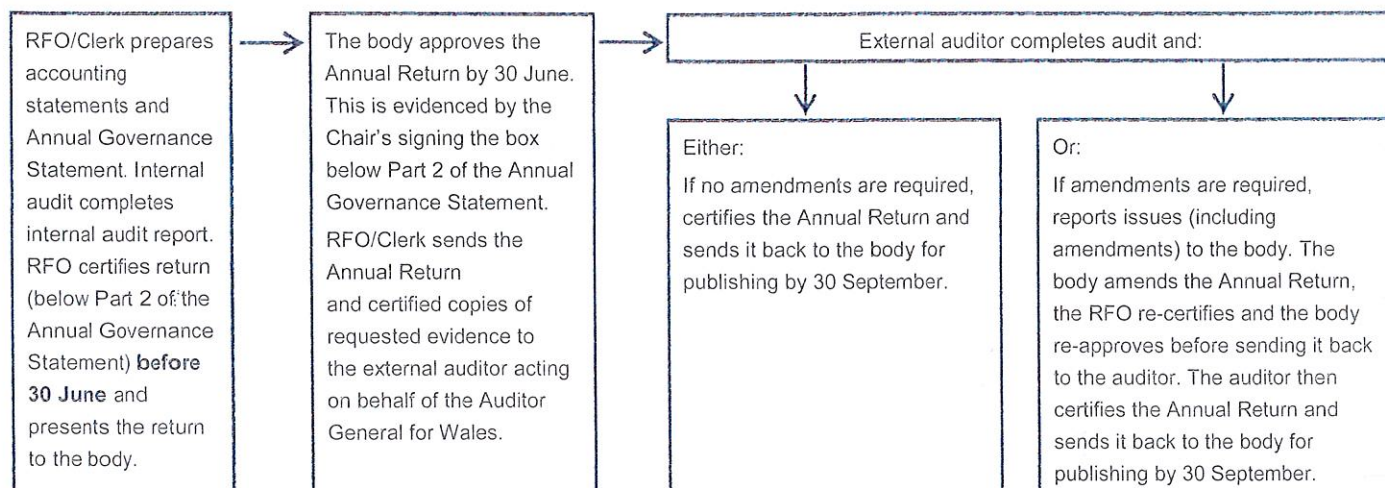 RFO/Clerk prepares
accounting
statements and
Annual Governance
Statement. Internal
audit completes
internal audit report.
RFO certifies return
(below Part 2 of the
Annual Governance
Statement) before
30 June and
presents the return
to the body.
The body approves the
Annual Return by 30 June.
This is evidenced by the
Chair's signing the box
below Part 2 of the Annual
Governance Statement.
RFO/Clerk sends the
Annual Return
and certified copies of
requested evidence to
the external auditor acting
on behalf of the Auditor
General for Wales.
External auditor completes audit and:
Either:
If no amendments are required,
certifies the Annual Return and
sends it back to the body for
publishing by 30 September.
Or:
If amendments are required,
reports issues (including
amendments) to the body. The
body amends the Annual Return,
the RFO re-certifies and the body
re-approves before sending it back
to the auditor. The auditor then
certifies the Annual Return and
sends it back to the body for
publishing by 30 September.